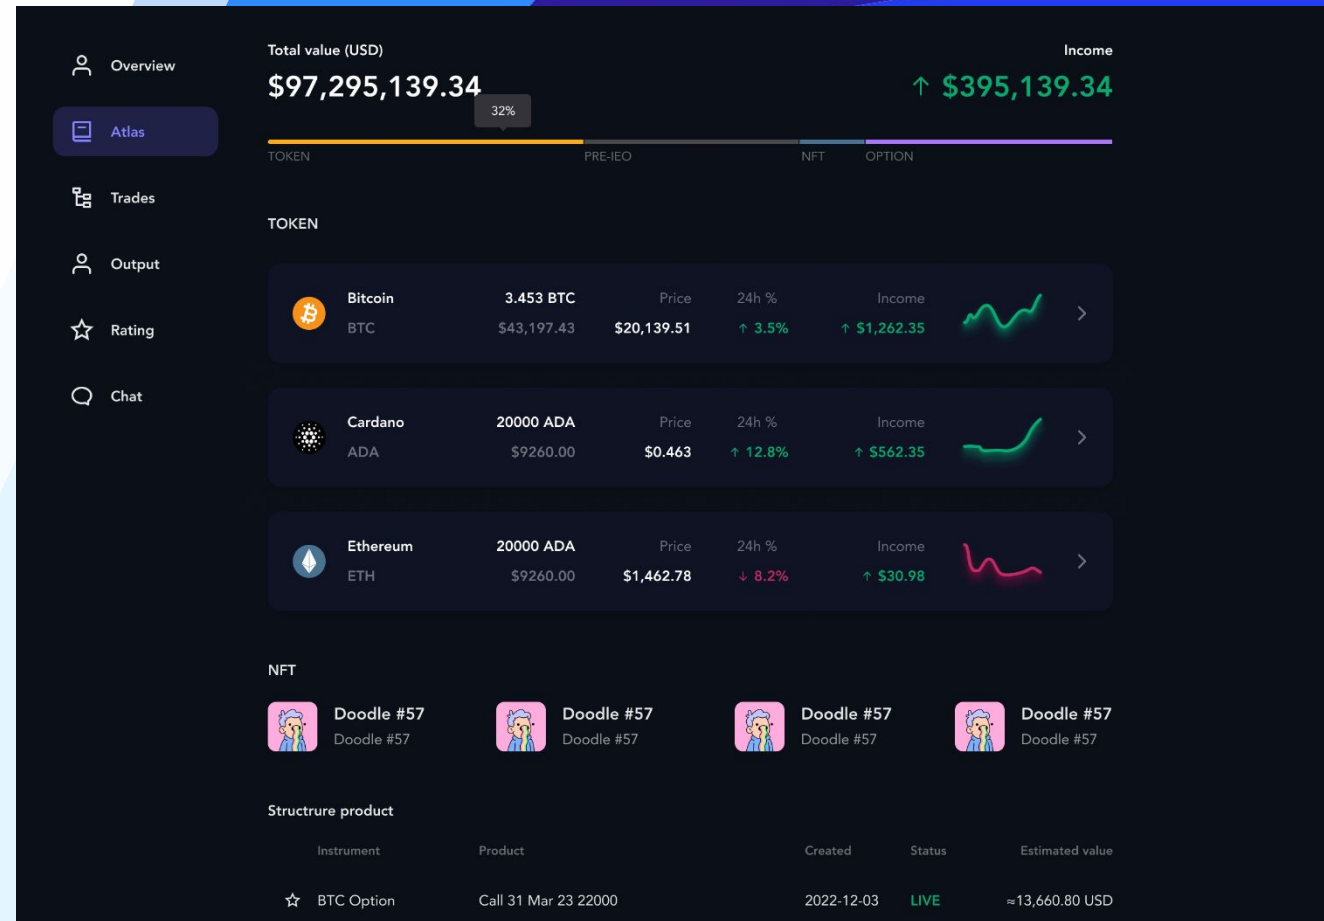 Overview
Atlas
Trades
Output
Rating
Chat
Total value (USD)
$97,295,139.34
Income
↑ $395,139.34
32%
TOKEN PRE-IEO NFT OPTION
TOKEN
Bitcoin 3.453 BTC Price 24h % Income
BTC $43,197.43 $20,139.51 ↑ 3.5% ↑ $1,262.35
Cardano 20000 ADA Price 24h % Income
ADA $9260.00 $0.463 ↑ 12.8% ↑ $562.35
Ethereum 20000 ADA Price 24h % Income
ETH $9260.00 $1,462.78 ↓ 8.2% ↑ $30.98
NFT
Doodle #57 Doodle #57 Doodle #57 Doodle #57
Doodle #57 Doodle #57 Doodle #57 Doodle #57
Structrure product
Instrument Product Created Status Estimated value
BTC Option Call 31 Mar 23 22000 2022-12-03 LIVE ≈13,660.80 USD